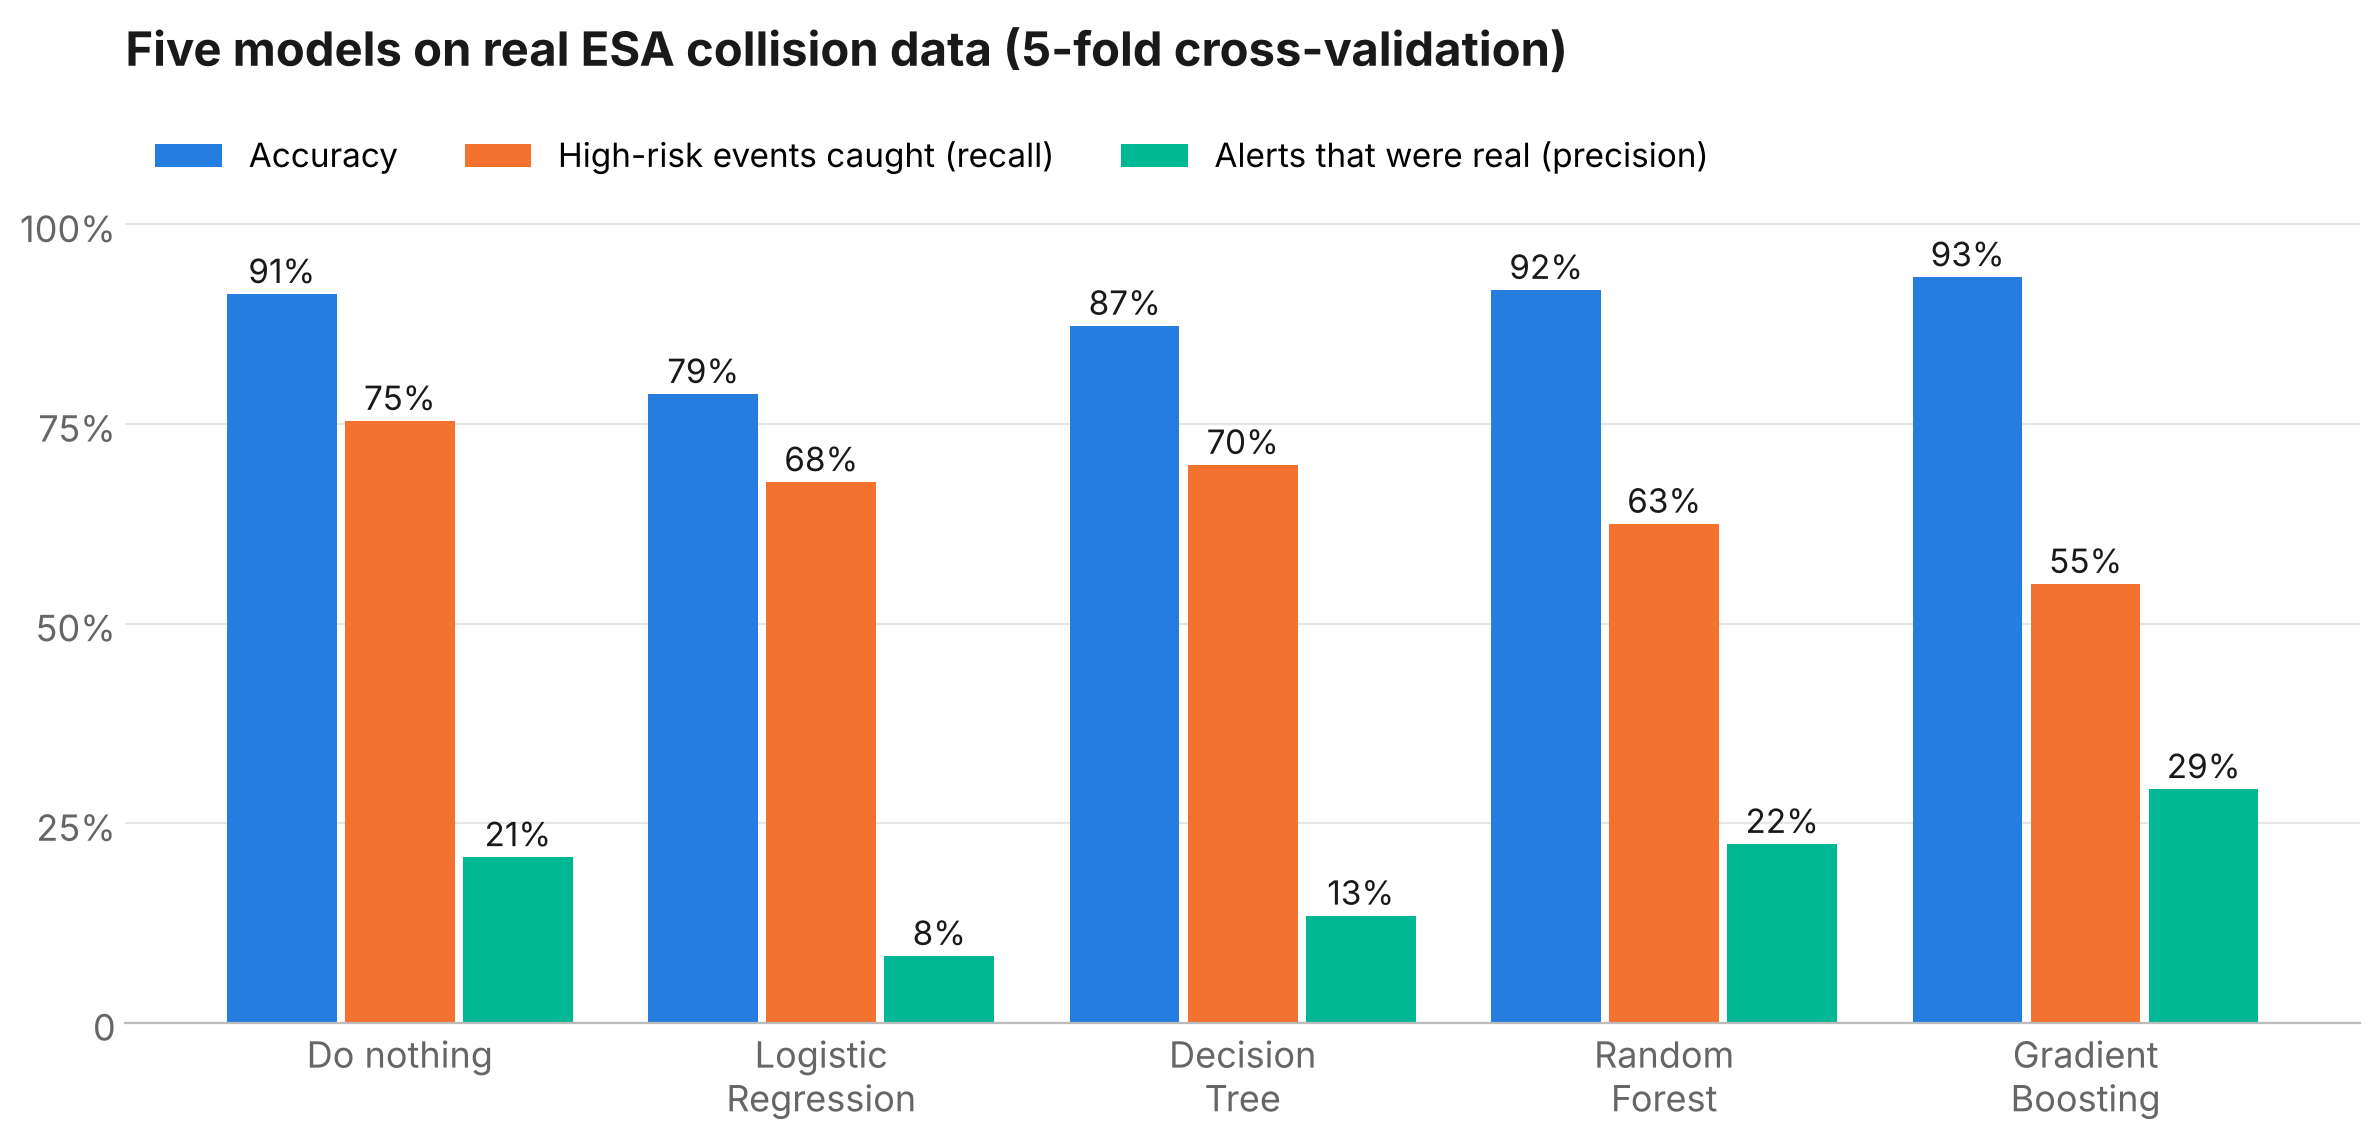 Five models on real ESA collision data (5-fold cross-validation)
Accuracy
High-risk events caught (recall)
Alerts that were real (precision)
100%
75%
50%
25%
0
91%
75%
21%
79%
68%
8%
87%
70%
13%
92%
63%
22%
93%
55%
29%
Do nothing
Logistic
Regression
Decision
Tree
Random
Forest
Gradient
Boosting